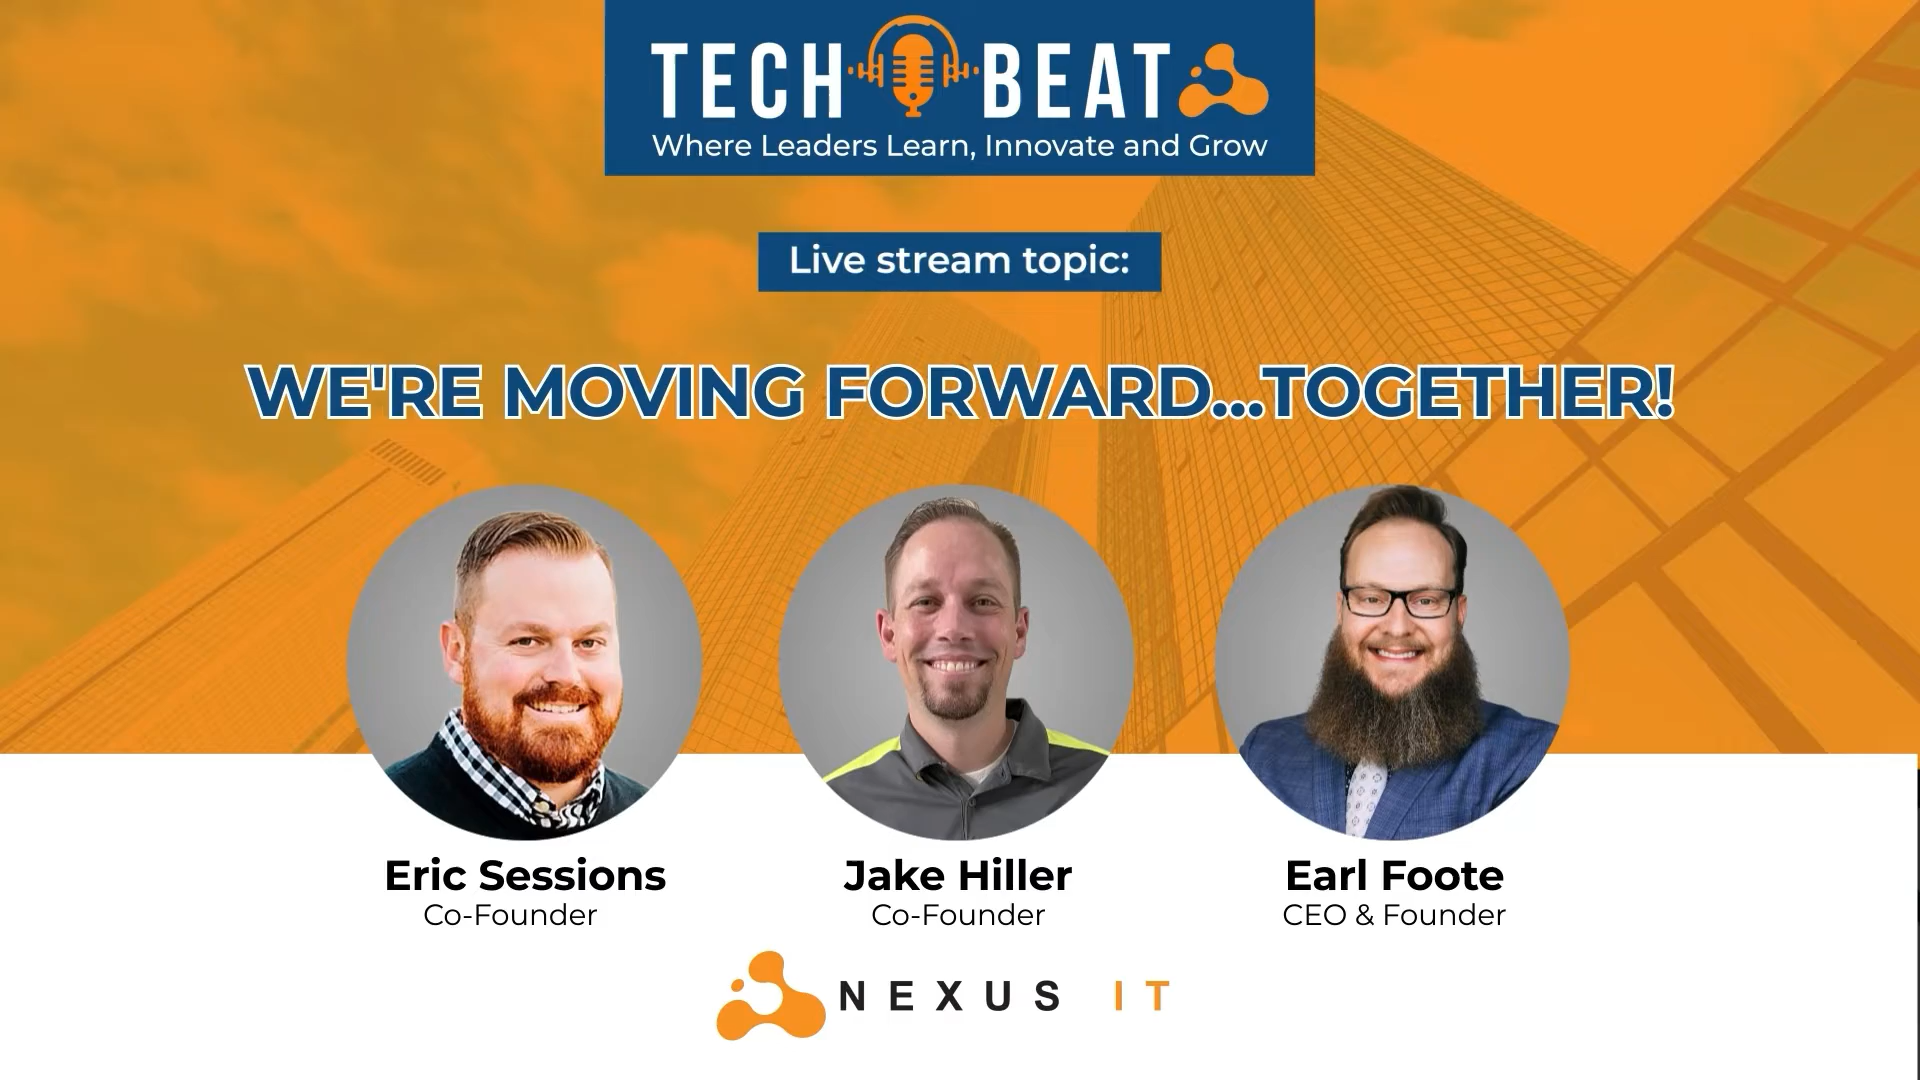 TECH BEAT
Where Leaders Learn, Innovate and Grow
Live stream topic:
WE'RE MOVING FORWARD...TOGETHER!
Eric Sessions
Co-Founder
Jake Hiller
Co-Founder
Earl Foote
CEO & Founder
NEXUS IT